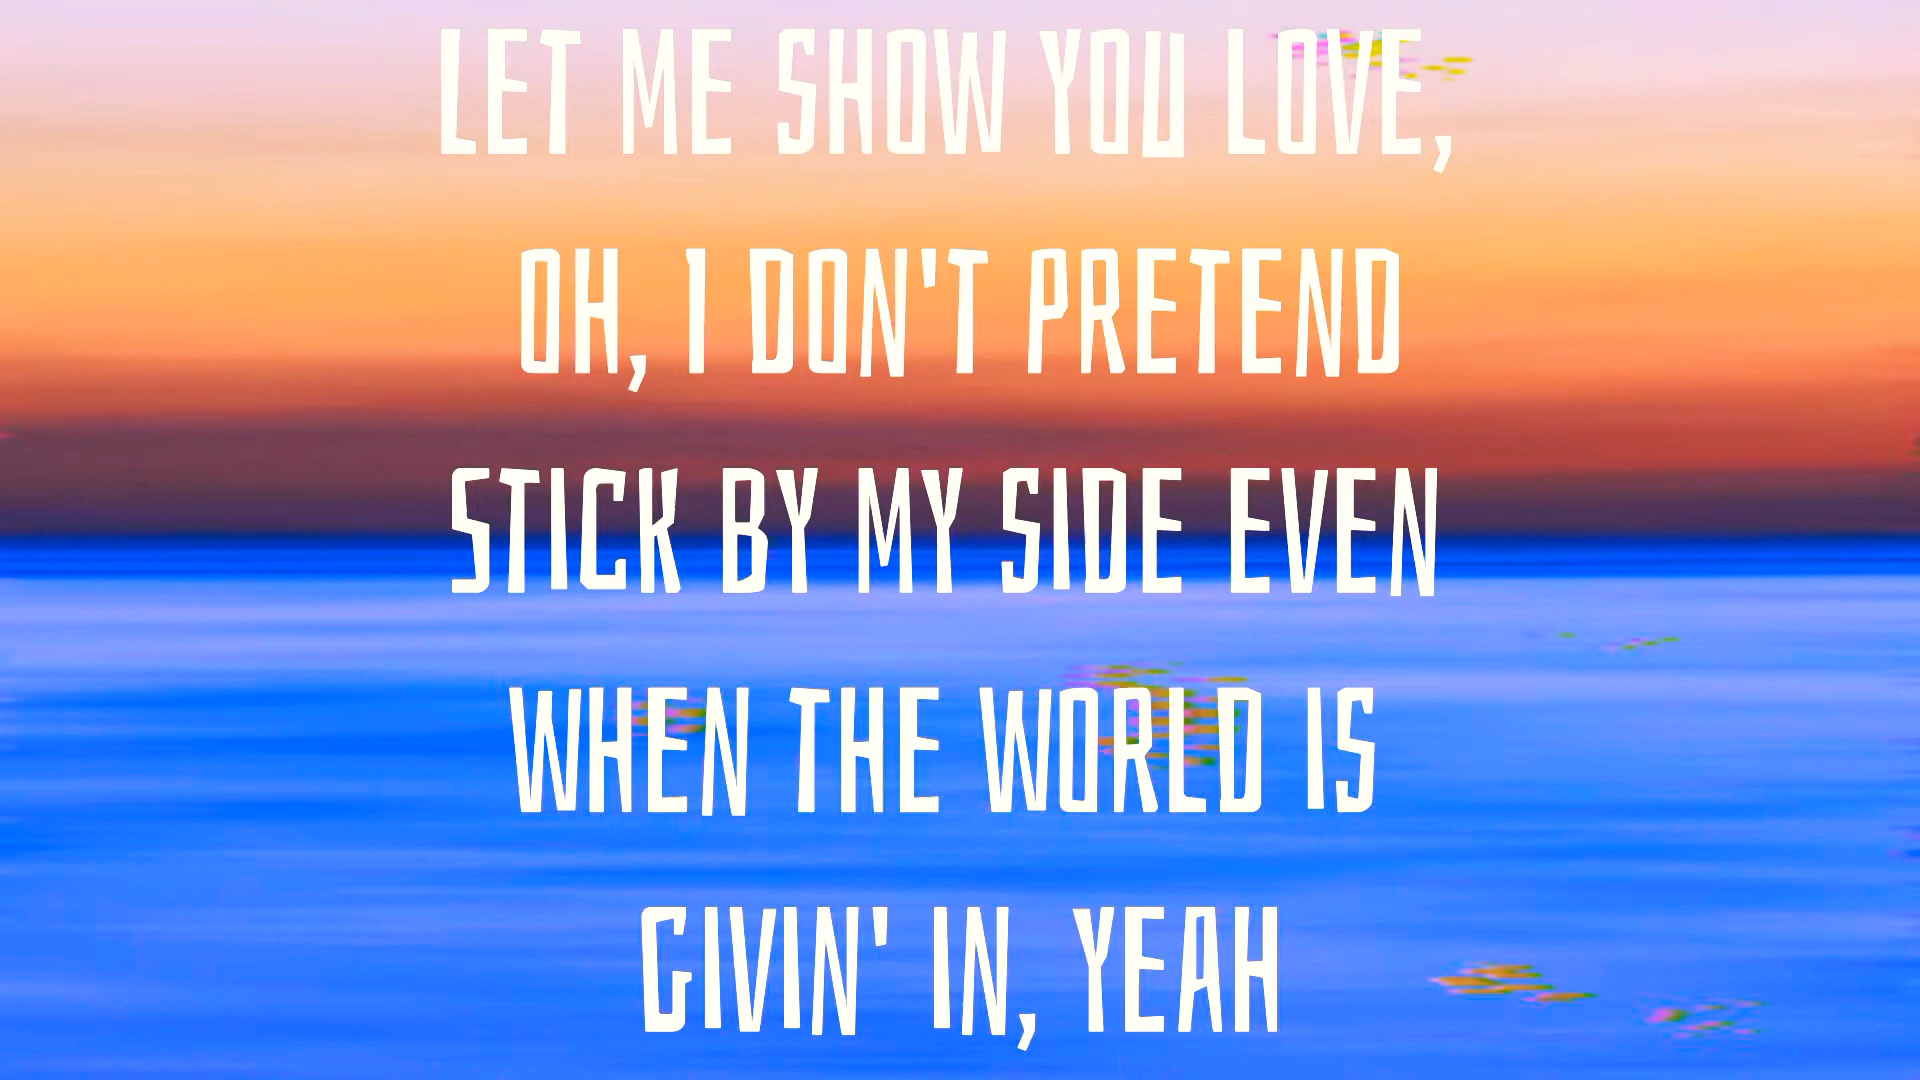 LET ME SHOW YOU LOVE,
OH, I DON'T PRETEND
STICK BY MY SIDE EVEN
WHEN THE WORLD IS
GIVIN' IN, YEAH